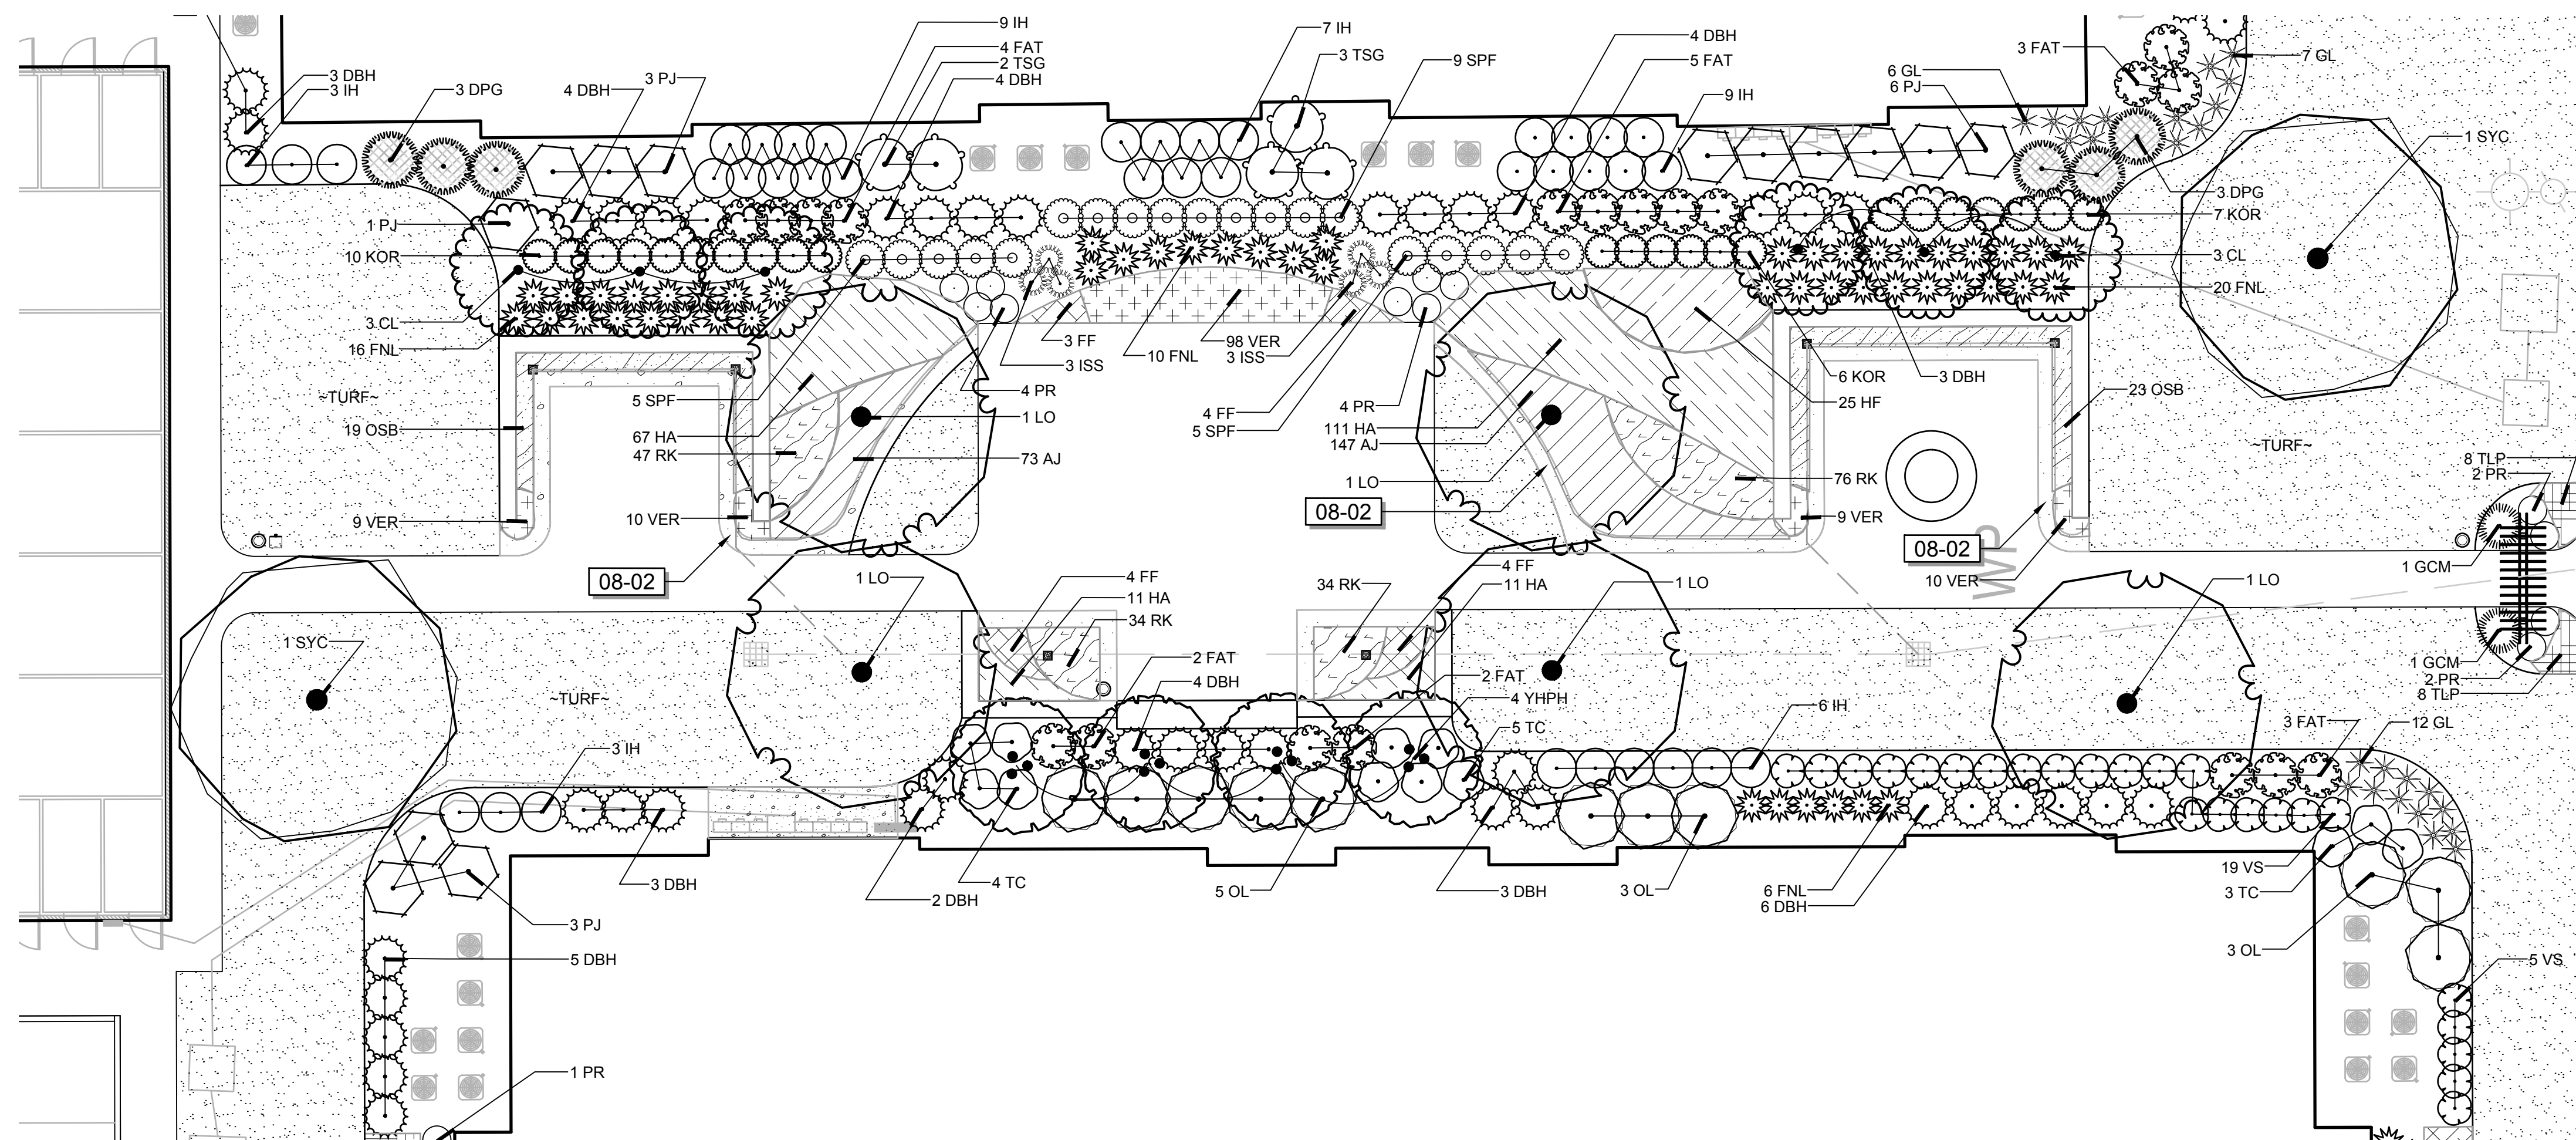 9 IH
7 IH
4 FAT
2 TSG
4 DBH
3 TSG
9 SPF
4 DBH
5 FAT
9 IH
3 FAT
7 GL
6 GL
6 PJ
3 DBH
3 IH
3 DPG
4 DBH
3 PJ
1 SYC
3 DPG
7 KOR
3 CL
20 FNL
1 PJ
10 KOR
3 CL
16 FNL
3 FF
3 ISS
10 FNL
98 VER
3 ISS
4 PR
5 SPF
4 FF
5 SPF
4 PR
6 KOR
3 DBH
25 HF
23 OSB
~TURF~
19 OSB
67 HA
47 RK
1 LO
73 AJ
111 HA
147 AJ
1 LO
76 RK
~TURF~
8 TLP
2 PR
9 VER
10 VER
08-02
9 VER
08-02
08-02
10 VER
1 GCM
1 LO
4 FF
11 HA
34 RK
34 RK
4 FF
11 HA
1 LO
1 LO
1 SYC
~TURF~
2 FAT
4 DBH
2 FAT
4 YHPH
5 TC
6 IH
1 GCM
2 PR
8 TLP
3 FAT
12 GL
3 IH
3 DBH
2 DBH
4 TC
5 OL
3 DBH
3 OL
6 FNL
6 DBH
19 VS
3 TC
3 OL
5 VS
3 PJ
5 DBH
1 PR